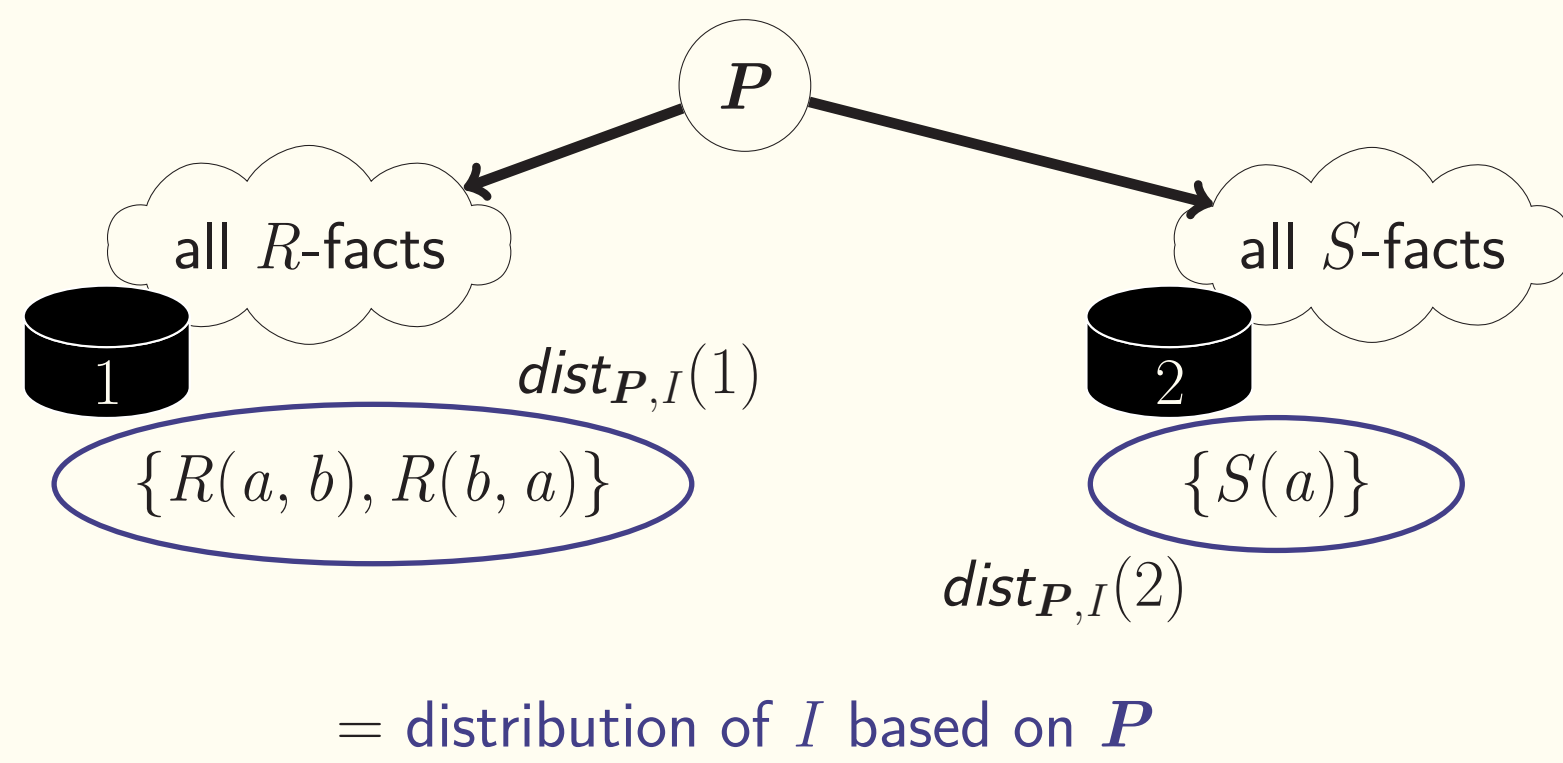 P
all R-facts
all S-facts
1
dist_{P,I}(1)
2
{R(a, b), R(b, a)}
{S(a)}
dist_{P,I}(2)
= distribution of I based on P